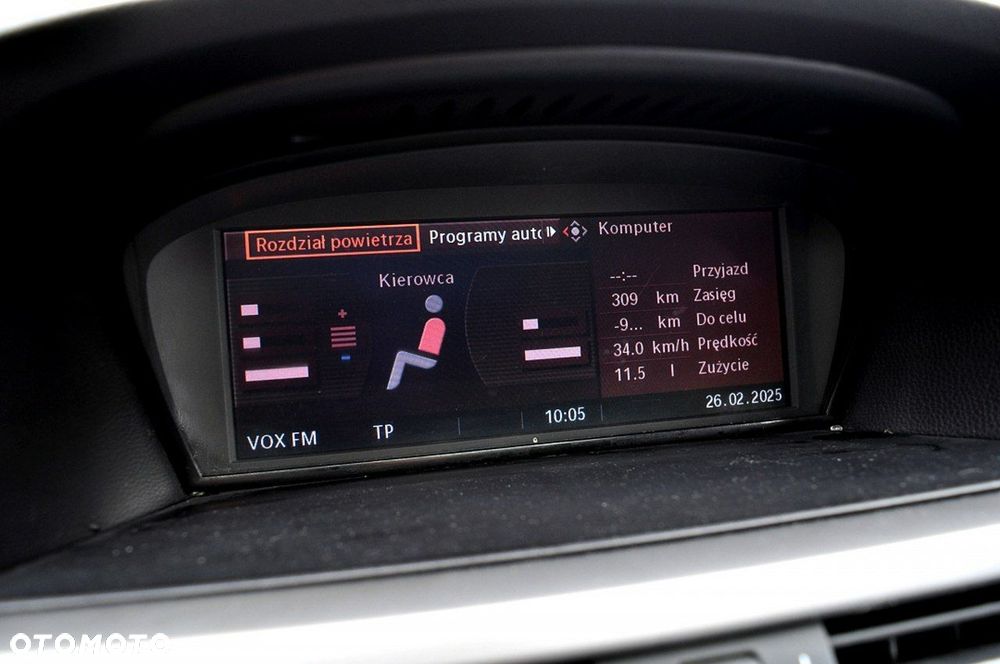 Rozdział powietrza Programy auto Komputer
Kierowca
--:-- Przyjazd
309 km Zasięg
-9... km Do celu
34.0 km/h Prędkość
11.5 l Zużycie
VOX FM TP 10:05 26.02.2025
OTOMOTO